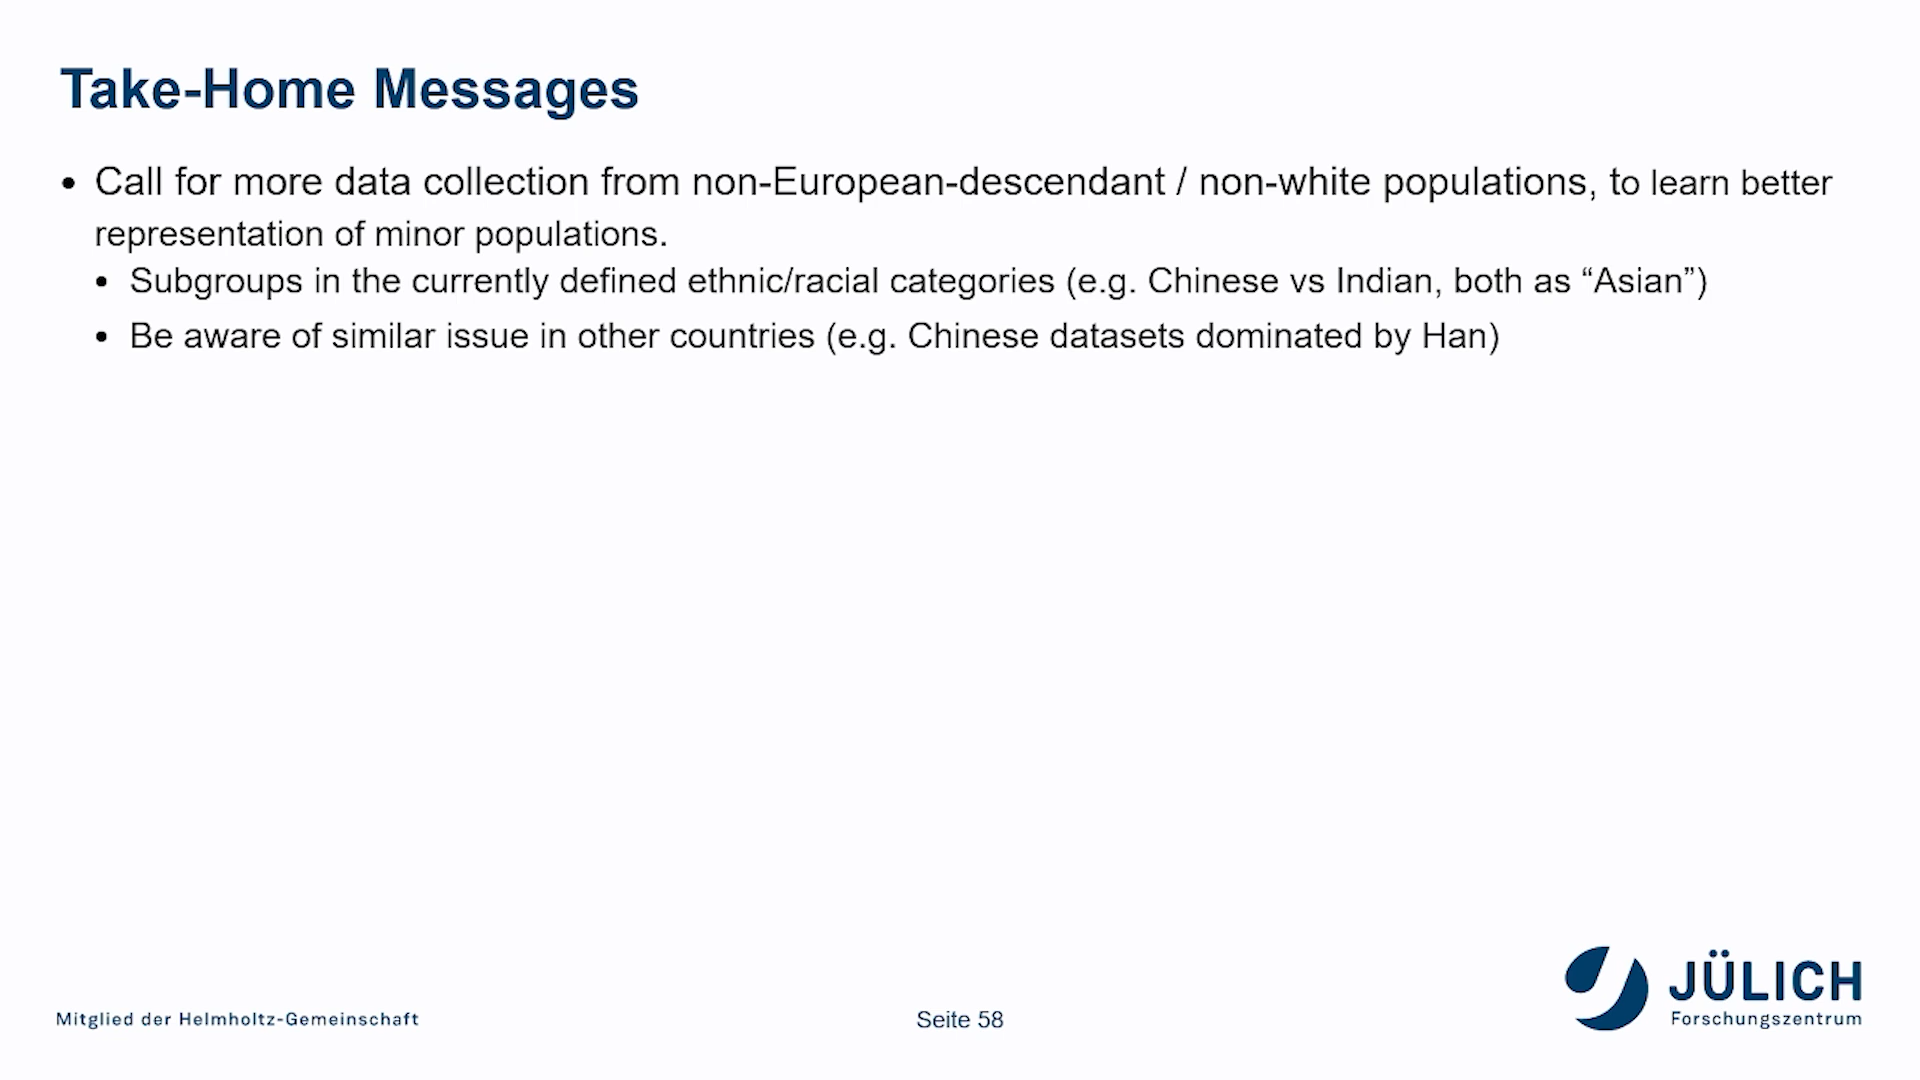 Take-Home Messages
• Call for more data collection from non-European-descendant / non-white populations, to learn better
representation of minor populations.
• Subgroups in the currently defined ethnic/racial categories (e.g. Chinese vs Indian, both as “Asian”)
• Be aware of similar issue in other countries (e.g. Chinese datasets dominated by Han)
Mitglied der Helmholtz-Gemeinschaft
Seite 58
JÜLICH
Forschungszentrum